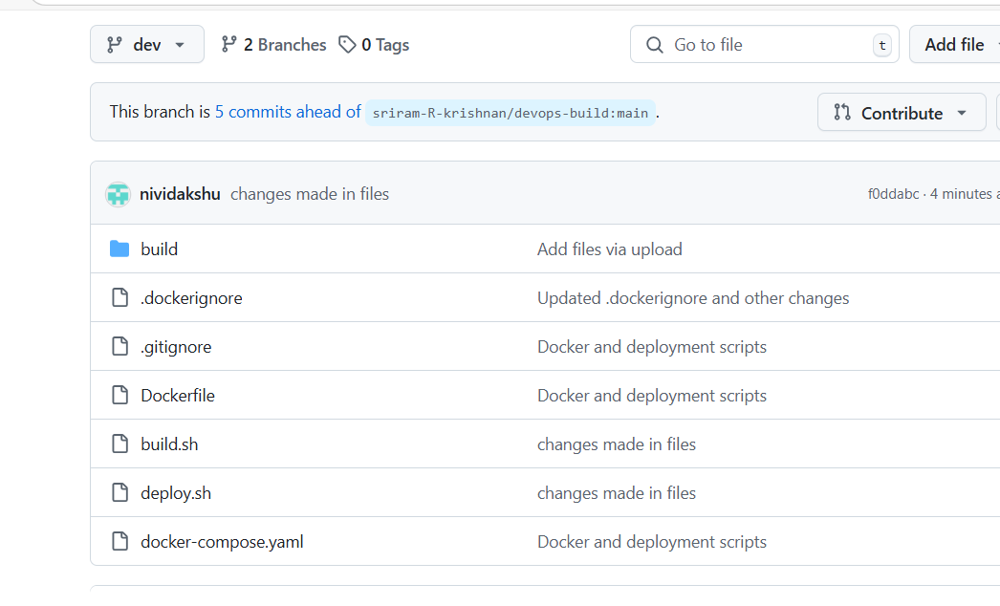 dev 2 Branches 0 Tags Go to file t Add file
This branch is 5 commits ahead of sriram-R-krishnan/devops-build:main . Contribute
nividakshu changes made in files f0ddabc · 4 minutes
build Add files via upload
.dockerignore Updated .dockerignore and other changes
.gitignore Docker and deployment scripts
Dockerfile Docker and deployment scripts
build.sh changes made in files
deploy.sh changes made in files
docker-compose.yaml Docker and deployment scripts